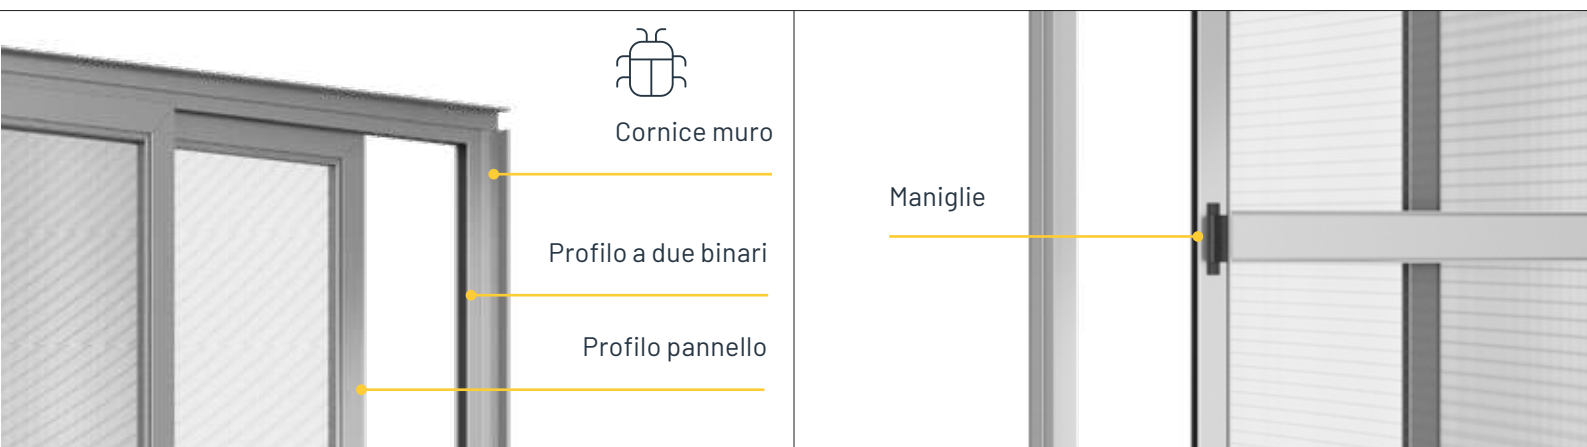 Cornice muro
Profilo a due binari
Profilo pannello
Maniglie